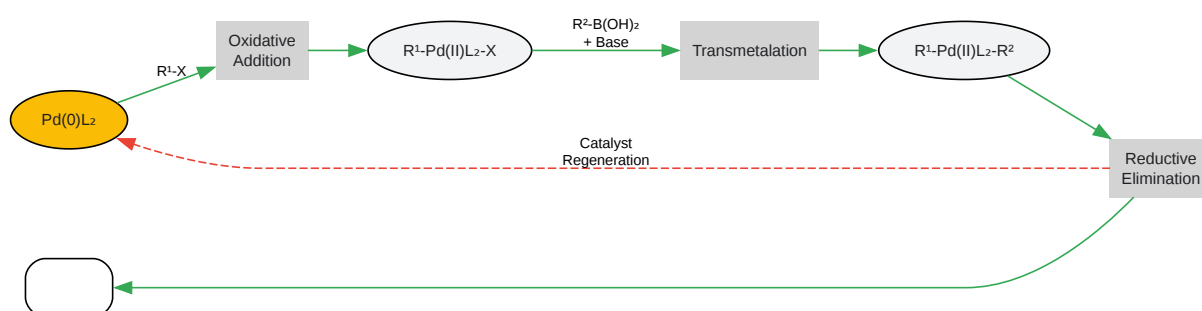 Oxidative
Addition
R¹-Pd(II)L₂-X
R²-B(OH)₂
+ Base
Transmetalation
R¹-Pd(II)L₂-R²
R¹-X
Pd(0)L₂
Catalyst
Regeneration
Reductive
Elimination